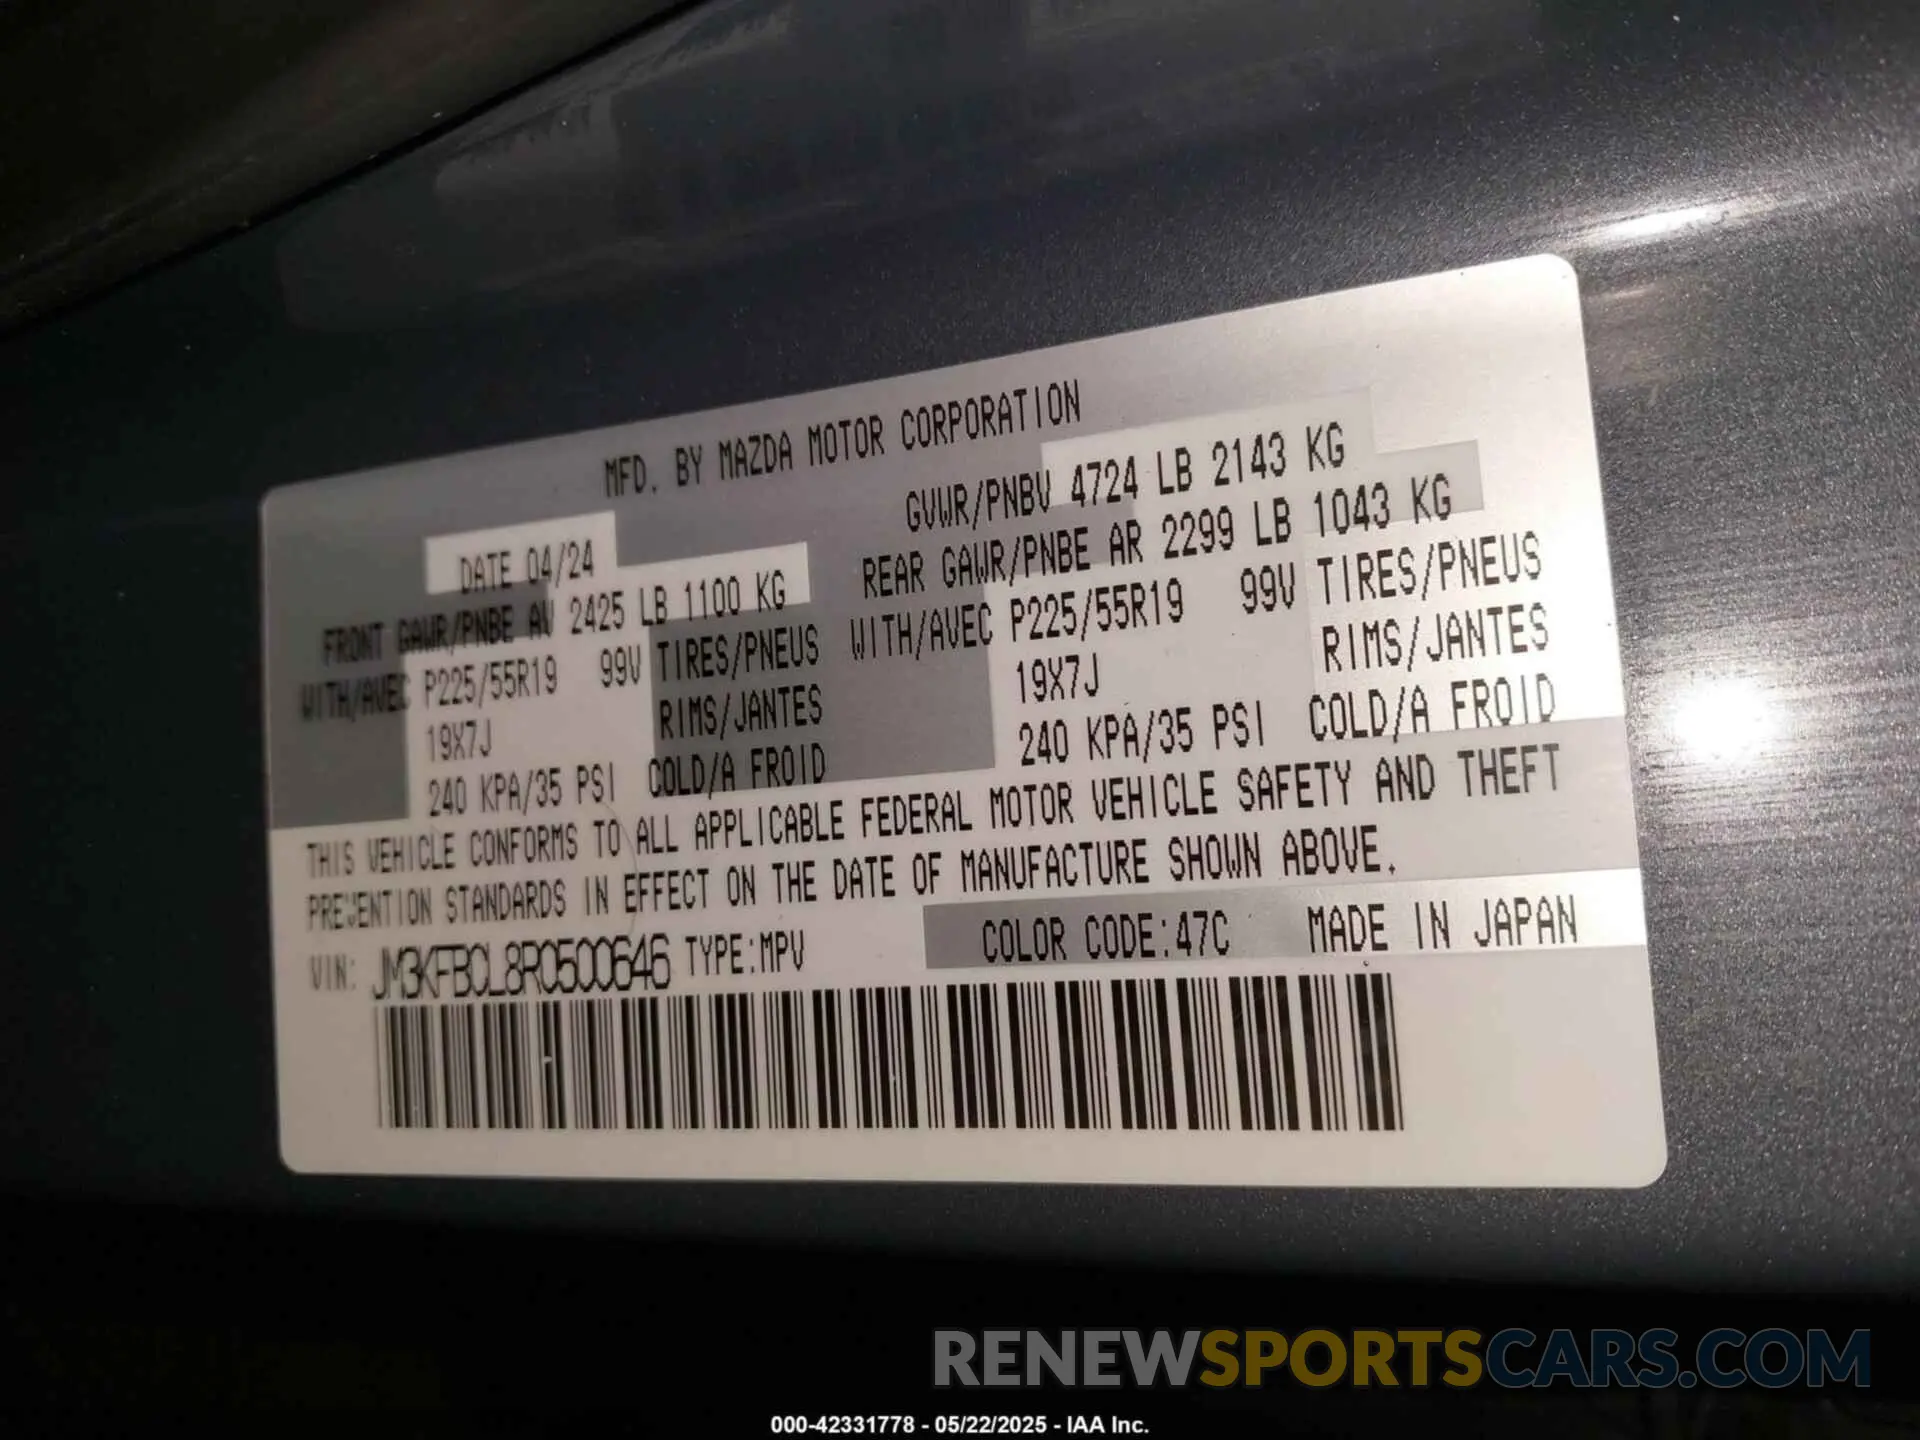 MFD. BY MAZDA MOTOR CORPORATION
DATE 04/24 GVWR/PNBV 4724 LB 2143 KG
FRONT GAWR/PNBE AV 2425 LB 1100 KG REAR GAWR/PNBE AR 2299 LB 1043 KG
WITH/AVEC P225/55R19 99V TIRES/PNEUS WITH/AVEC P225/55R19 99V TIRES/PNEUS
19X7J RIMS/JANTES 19X7J RIMS/JANTES
240 KPA/35 PSI COLD/A FROID 240 KPA/35 PSI COLD/A FROID
THIS VEHICLE CONFORMS TO ALL APPLICABLE FEDERAL MOTOR VEHICLE SAFETY AND THEFT
PREVENTION STANDARDS IN EFFECT ON THE DATE OF MANUFACTURE SHOWN ABOVE.
VIN: JM3KFBCL8R0500646 TYPE:MPV COLOR CODE:47C MADE IN JAPAN
RENEWSPORTSCARS.COM
000-42331778 - 05/22/2025 - IAA Inc.